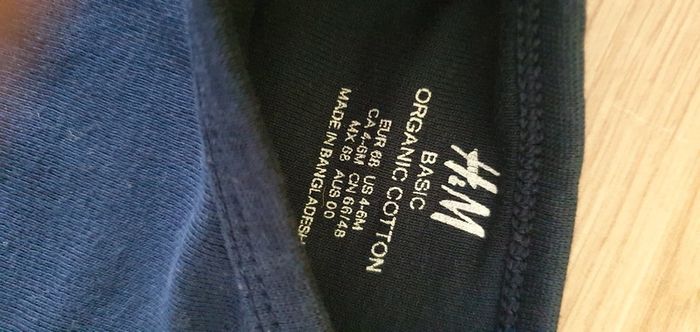 H&M
BASIC
ORGANIC COTTON
EUR 68 US 4-6M
CA 4-6M CN 66/48
MX 68 AUS 00
MADE IN BANGLADESH